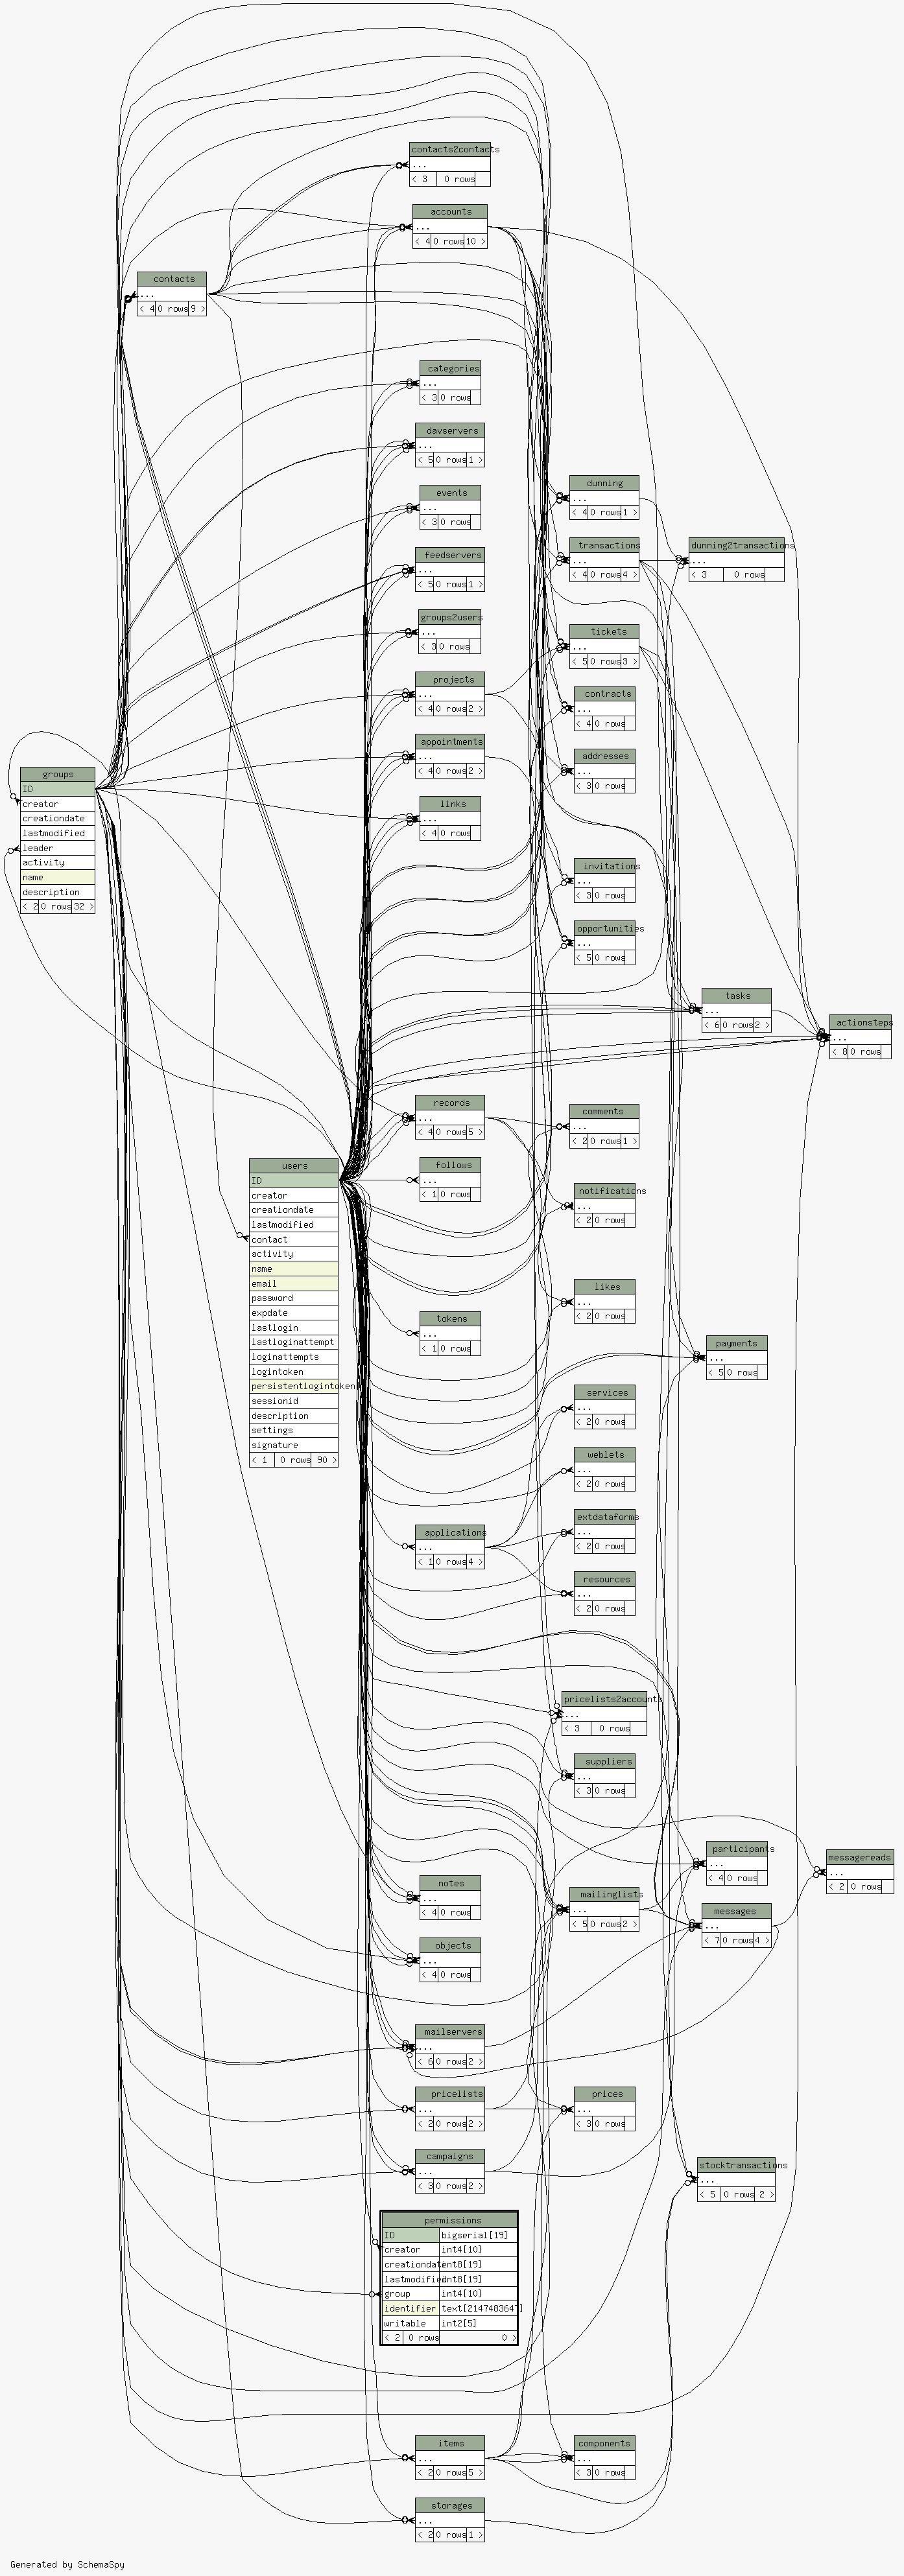 contacts2contacts
...
< 3 0 rows
accounts
...
< 4 0 rows 10 >
contacts
...
< 4 0 rows 9 >
categories
...
< 3 0 rows
davservers
...
< 5 0 rows 1 >
events
...
< 3 0 rows
dunning
...
< 4 0 rows 1 >
feedservers
...
< 5 0 rows 1 >
transactions
...
< 4 0 rows 4 >
dunning2transactions
...
< 3 0 rows
groups2users
...
< 3 0 rows
tickets
...
< 5 0 rows 3 >
projects
...
< 4 0 rows 2 >
contracts
...
< 4 0 rows
appointments
...
< 4 0 rows 2 >
addresses
...
< 3 0 rows
groups
ID
creator
creationdate
lastmodified
leader
activity
name
description
< 2 0 rows 32 >
links
...
< 4 0 rows
invitations
...
< 3 0 rows
opportunities
...
< 5 0 rows
tasks
...
< 6 0 rows 2 >
actionsteps
...
< 8 0 rows
records
...
< 4 0 rows 5 >
comments
...
< 2 0 rows 1 >
users
ID
creator
creationdate
lastmodified
contact
activity
name
email
password
expdate
lastlogin
lastloginattempt
loginattempts
logintoken
persistentlogintoken
sessionid
description
settings
signature
< 1 0 rows 90 >
follows
...
< 1 0 rows
notifications
...
< 2 0 rows
likes
...
< 2 0 rows
tokens
...
< 1 0 rows
payments
...
< 5 0 rows
services
...
< 2 0 rows
weblets
...
< 2 0 rows
extdataforms
...
< 2 0 rows
applications
...
< 1 0 rows 4 >
resources
...
< 2 0 rows
pricelists2accounts
...
< 3 0 rows
suppliers
...
< 3 0 rows
participants
...
< 4 0 rows
messagereads
...
< 2 0 rows
notes
...
< 4 0 rows
mailinglists
...
< 5 0 rows 2 >
messages
...
< 7 0 rows 4 >
objects
...
< 4 0 rows
mailservers
...
< 6 0 rows 2 >
pricelists
...
< 2 0 rows 2 >
prices
...
< 3 0 rows
campaigns
...
< 3 0 rows 2 >
stocktransactions
...
< 5 0 rows 2 >
permissions
ID bigserial[19]
creator int4[10]
creationdate int8[19]
lastmodified int8[19]
group int4[10]
identifier text[2147483647]
writable int2[5]
< 2 0 rows 0 >
items
...
< 2 0 rows 5 >
components
...
< 3 0 rows
storages
...
< 2 0 rows 1 >
Generated by SchemaSpy